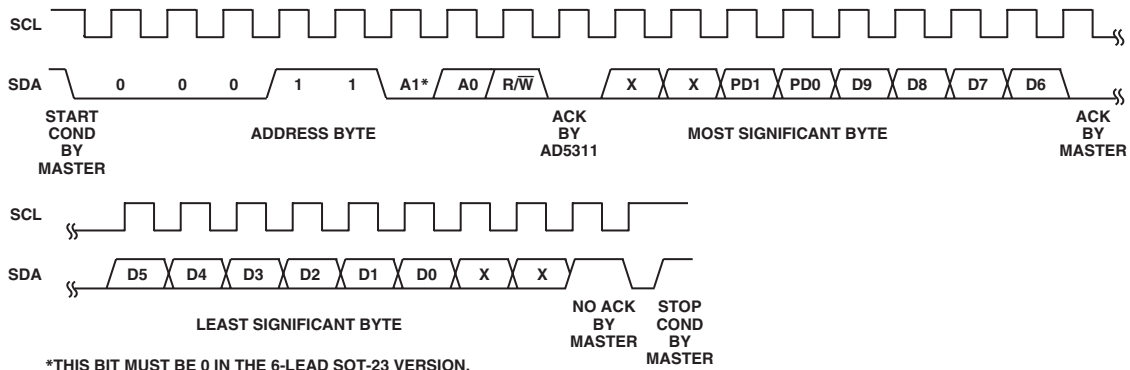 SCL
SDA 0 0 0 1 1 A1* A0 R/W̅ X X PD1 PD0 D9 D8 D7 D6
START COND BY MASTER
ADDRESS BYTE
ACK BY AD5311
MOST SIGNIFICANT BYTE
ACK BY MASTER
SCL
SDA D5 D4 D3 D2 D1 D0 X X
LEAST SIGNIFICANT BYTE
NO ACK BY MASTER
STOP COND BY MASTER
*THIS BIT MUST BE 0 IN THE 6-LEAD SOT-23 VERSION.